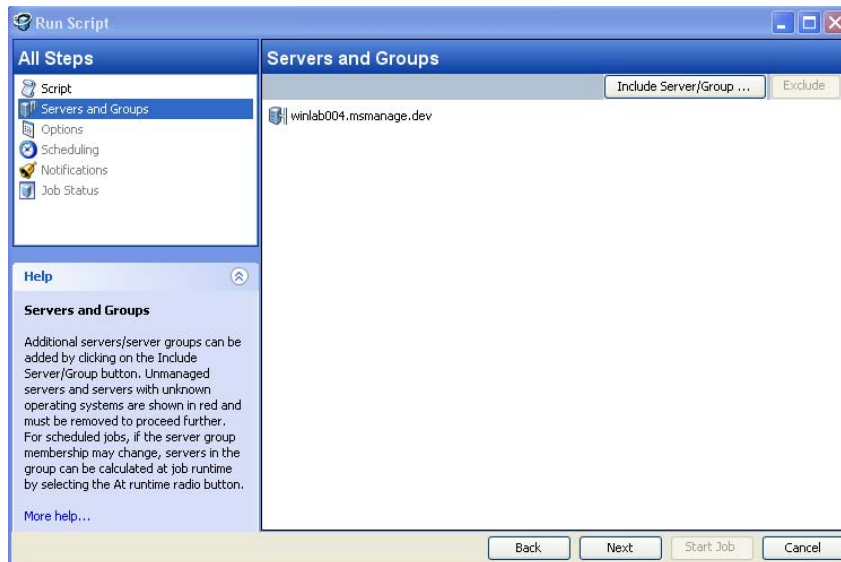 Run Script
All Steps
Script
Servers and Groups
Options
Scheduling
Notifications
Job Status
Help
Servers and Groups
Additional servers/server groups can be
added by clicking on the Include
Server/Group button. Unmanaged
servers and servers with unknown
operating systems are shown in red and
must be removed to proceed further.
For scheduled jobs, if the server group
membership may change, servers in the
group can be calculated at job runtime
by selecting the At runtime radio button.
More help...
Servers and Groups
Include Server/Group ...
Exclude
winlab004.msmanage.dev
Back
Next
Start Job
Cancel